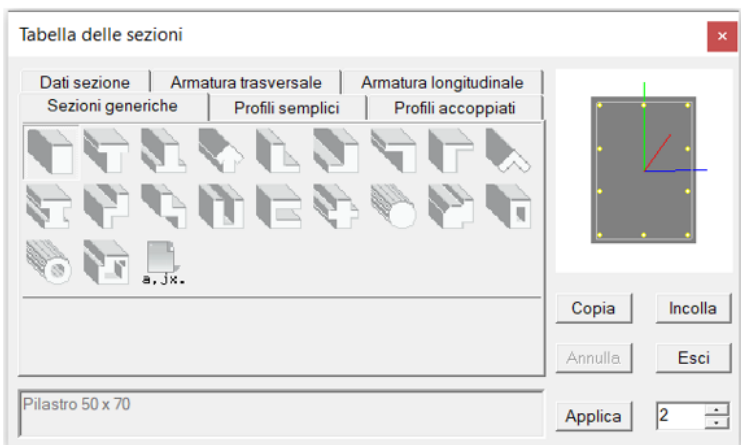 Tabella delle sezioni
Dati sezione Armatura trasversale Armatura longitudinale
Sezioni generiche Profili semplici Profili accoppiati
a,jx.
Copia Incolla
Annulla Esci
Pilastro 50 x 70
Applica 2